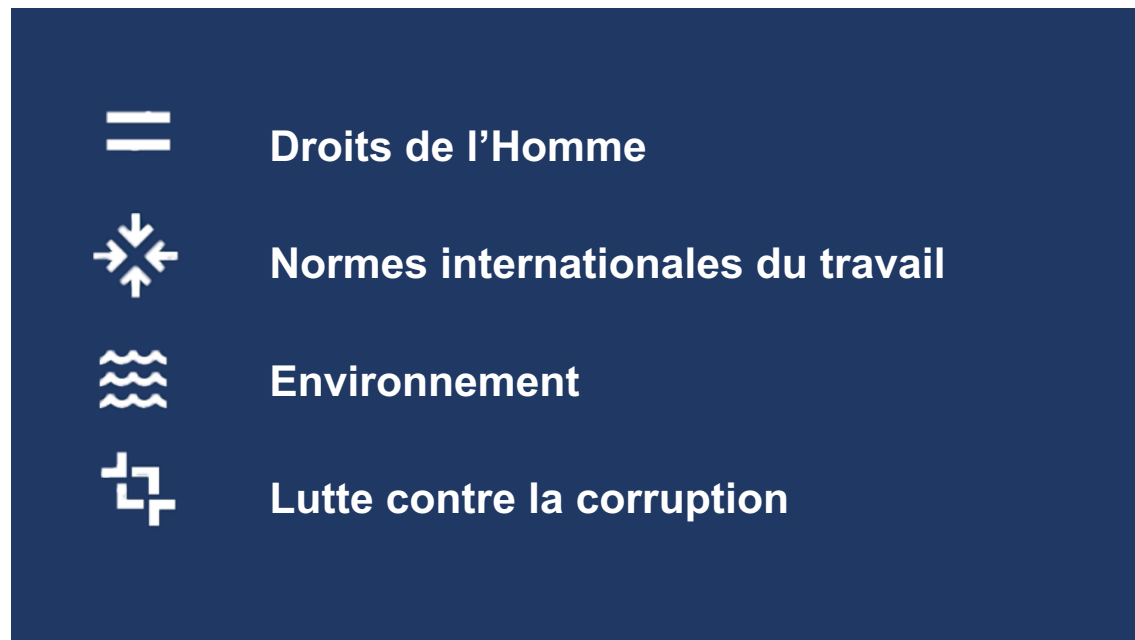 Droits de l’Homme
Normes internationales du travail
Environnement
Lutte contre la corruption